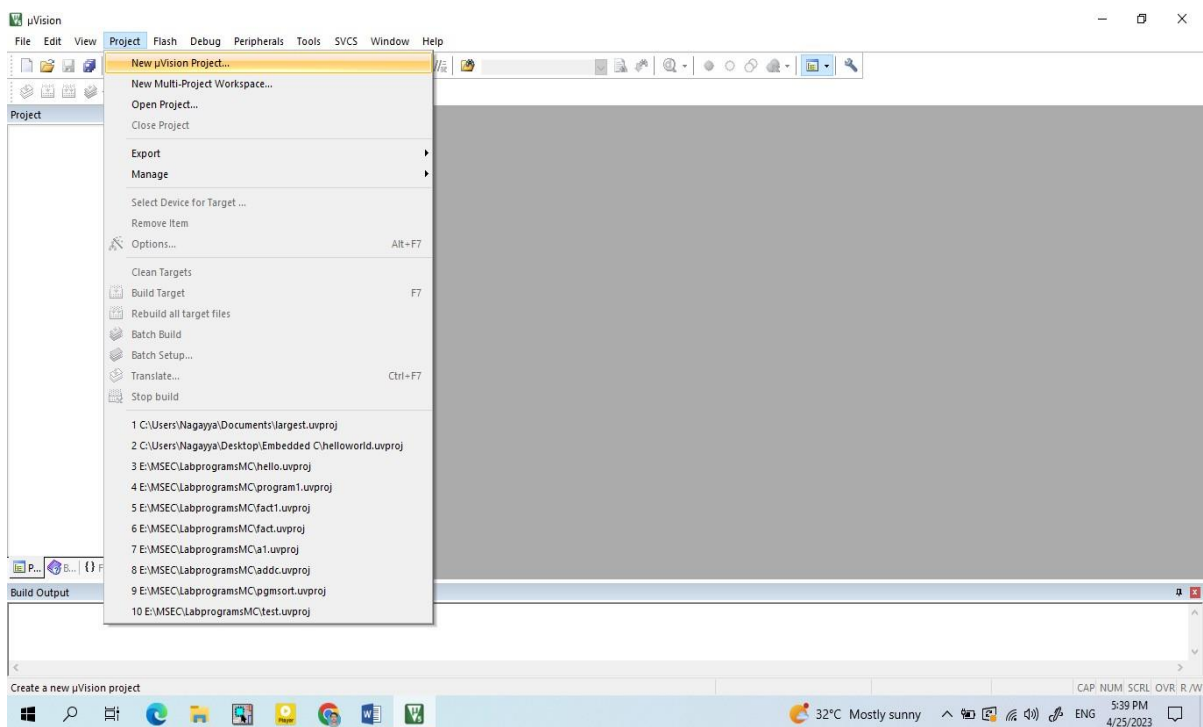 µVision
File Edit View Project Flash Debug Peripherals Tools SVCS Window Help
New µVision Project...
New Multi-Project Workspace...
Open Project...
Close Project
Export
Manage
Select Device for Target ...
Remove Item
Options... Alt+F7
Clean Targets
Build Target F7
Rebuild all target files
Batch Build
Batch Setup...
Translate... Ctrl+F7
Stop build
1 C:\Users\Nagayya\Documents\largest.uvproj
2 C:\Users\Nagayya\Desktop\Embedded C\helloworld.uvproj
3 E:\MSEC\LabprogramsMC\hello.uvproj
4 E:\MSEC\LabprogramsMC\program1.uvproj
5 E:\MSEC\LabprogramsMC\fact1.uvproj
6 E:\MSEC\LabprogramsMC\fact.uvproj
7 E:\MSEC\LabprogramsMC\a1.uvproj
8 E:\MSEC\LabprogramsMC\addc.uvproj
9 E:\MSEC\LabprogramsMC\pgmsort.uvproj
10 E:\MSEC\LabprogramsMC\test.uvproj
Project
P... B... {} F
Build Output
Create a new µVision project
CAP NUM SCRL OVR R/W
Player
32°C Mostly sunny
ENG
5:39 PM
4/25/2023